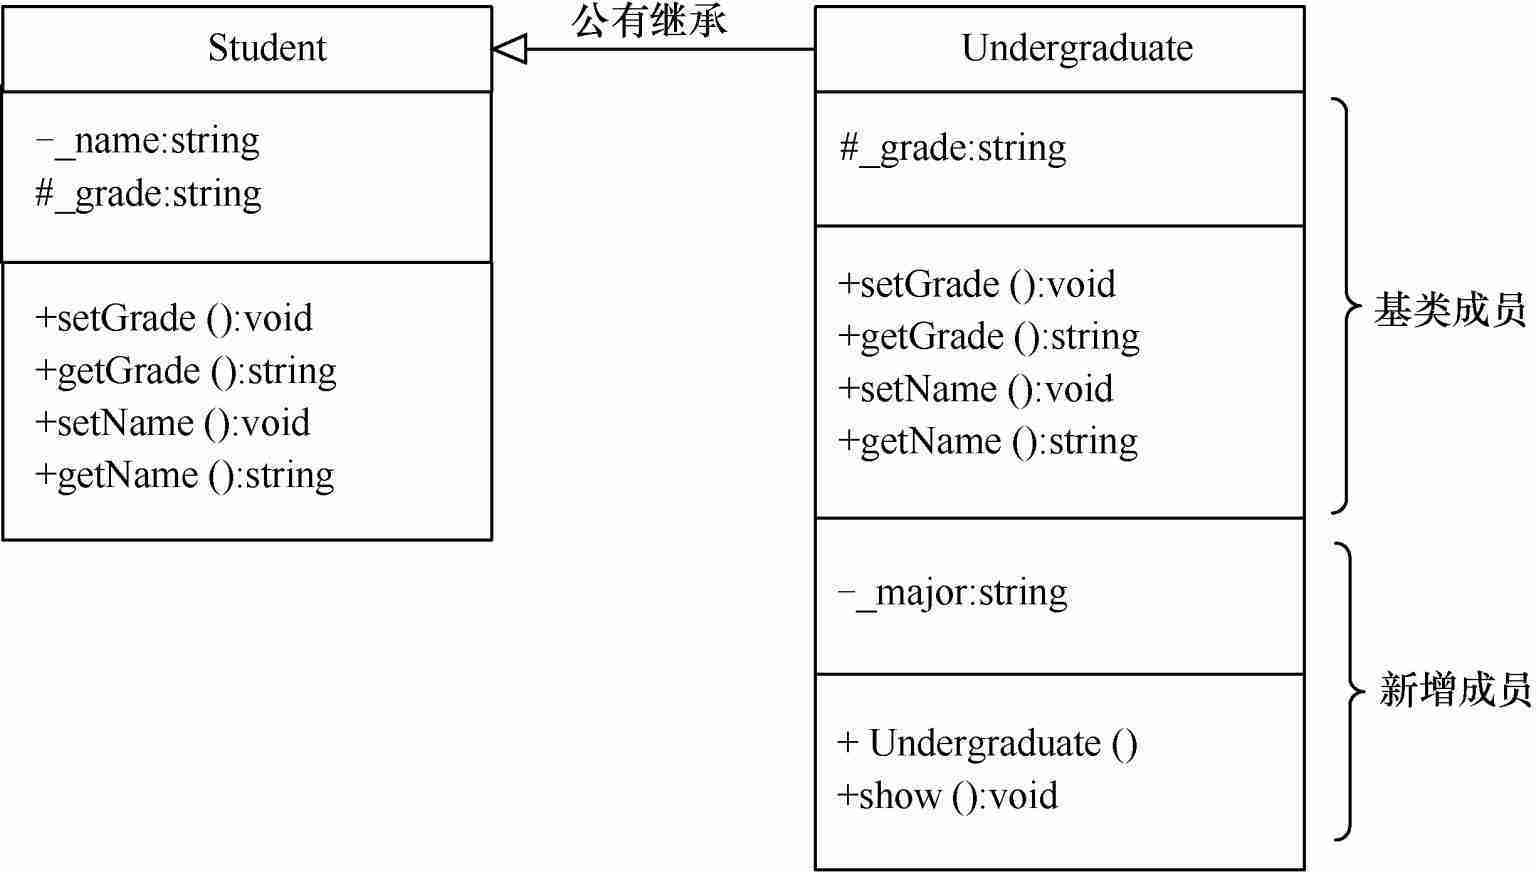 Student
−_name:string
#_grade:string
+setGrade ():void
+getGrade ():string
+setName ():void
+getName ():string
公有继承
Undergraduate
#_grade:string
+setGrade ():void
+getGrade ():string
+setName ():void
+getName ():string
基类成员
−_major:string
+ Undergraduate ()
+show ():void
新增成员